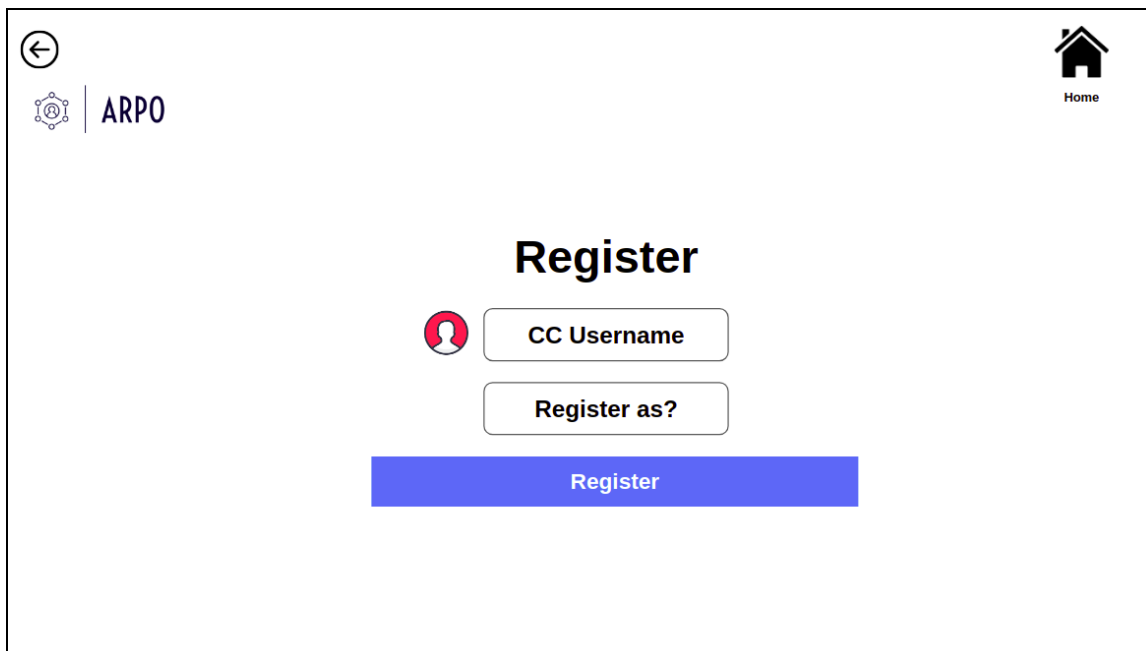 Home
ARPO
Register
CC Username
Register as?
Register